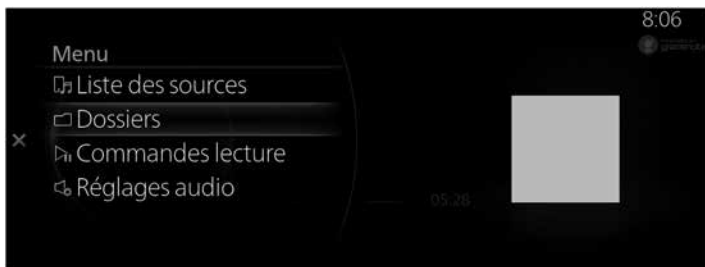 8:06
Menu
Liste des sources
Dossiers
Commandes lecture
Réglages audio
05:28